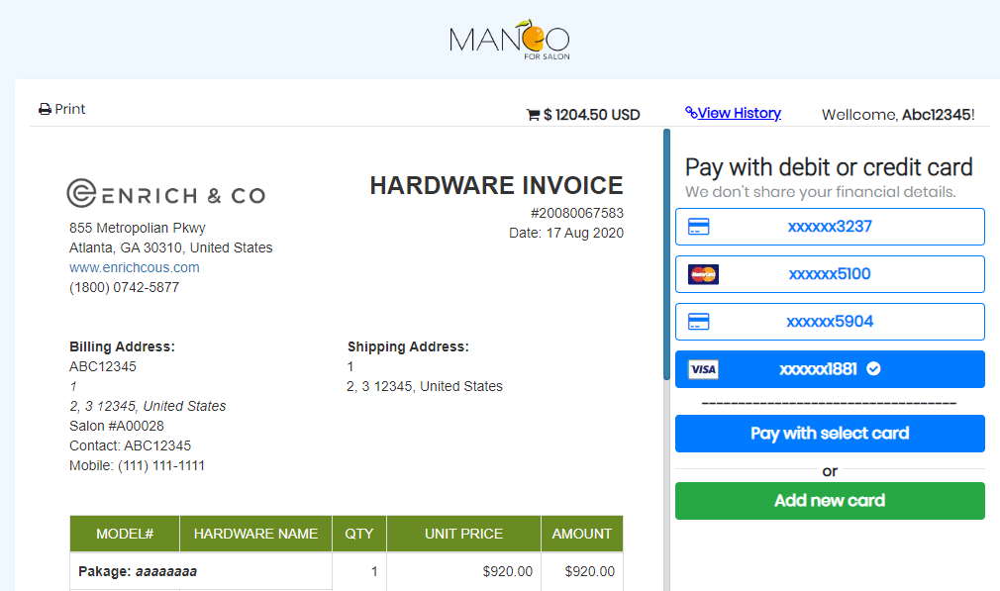 MANGO
FOR SALON
Print
$ 1204.50 USD
View History
Wellcome, Abc12345!
ENRICH & CO
855 Metropolian Pkwy
Atlanta, GA 30310, United States
www.enrichcous.com
(1800) 0742-5877
HARDWARE INVOICE
#20080067583
Date: 17 Aug 2020
Billing Address:
ABC12345
1
2, 3 12345, United States
Salon #A00028
Contact: ABC12345
Mobile: (111) 111-1111
Shipping Address:
1
2, 3 12345, United States
MODEL# HARDWARE NAME QTY UNIT PRICE AMOUNT
Pakage: aaaaaaaa 1 $920.00 $920.00
Pay with debit or credit card
We don't share your financial details.
xxxxxx3237
MasterCard xxxxxx5100
xxxxxx5904
VISA xxxxxx1881
------------------------------------
Pay with select card
or
Add new card